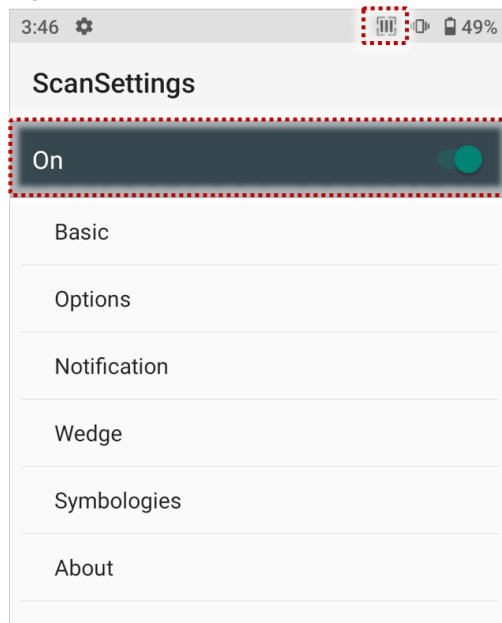 3:46 49%
ScanSettings
On
Basic
Options
Notification
Wedge
Symbologies
About